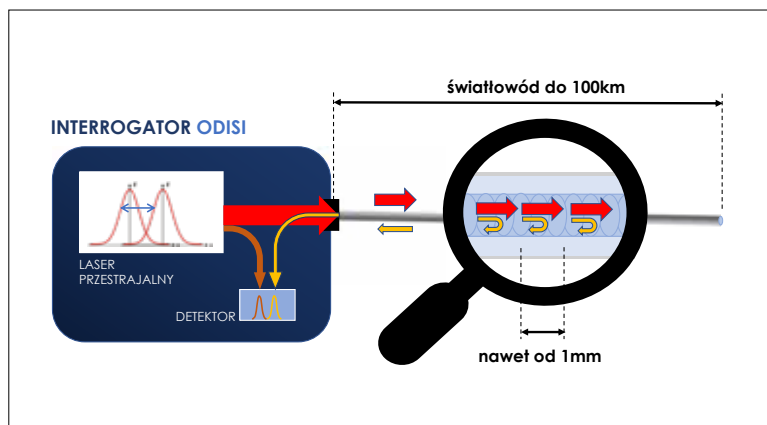 światłowód do 100km
INTERROGATOR ODISI
LASER
PRZESTRAJALNY
DETEKTOR
nawet od 1mm